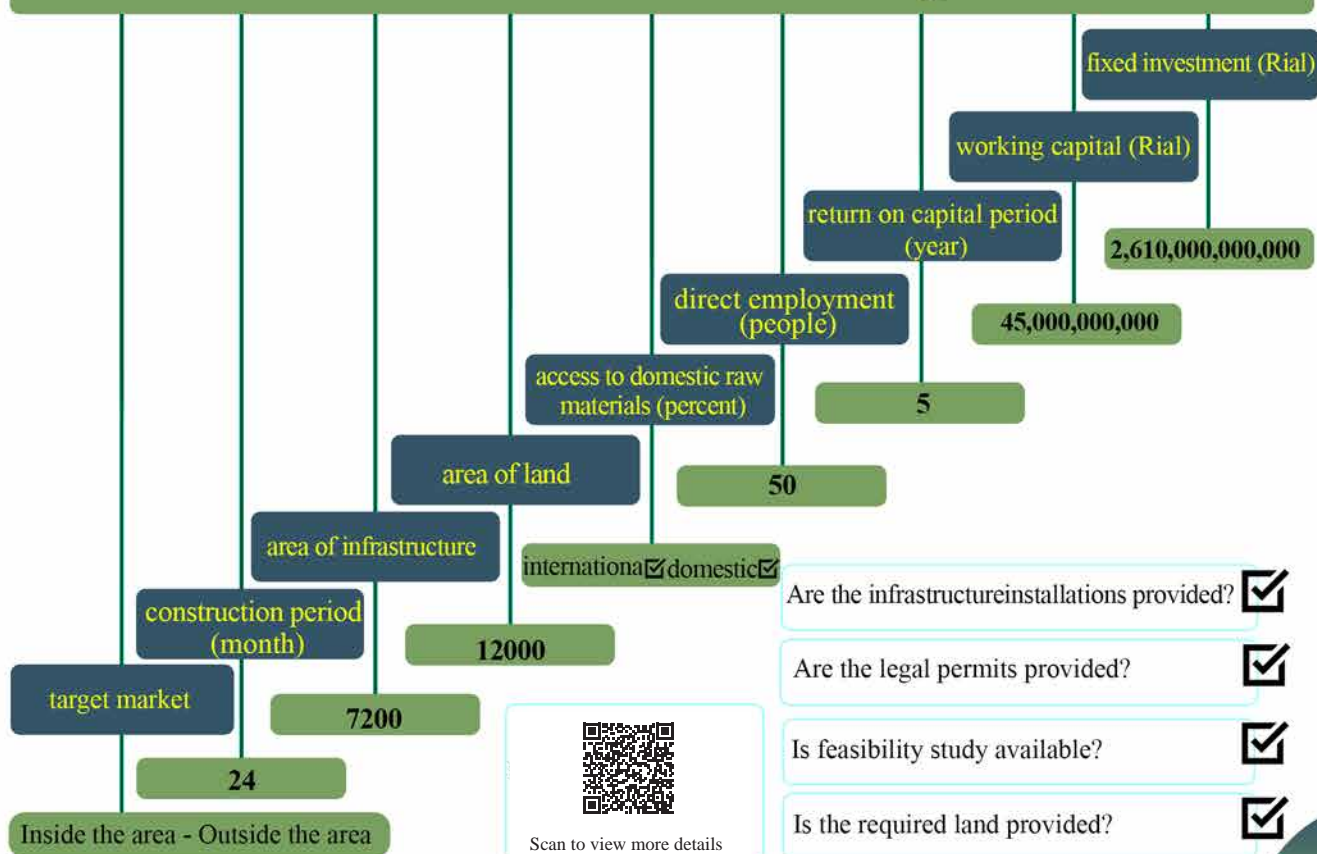 fixed investment (Rial)
2,610,000,000,000
working capital (Rial)
45,000,000,000
return on capital period
(year)
5
direct employment
(people)
50
access to domestic raw
materials (percent)
internationa☑domestic☑
area of land
12000
area of infrastructure
7200
construction period
(month)
24
target market
Inside the area - Outside the area
Scan to view more details
Are the infrastructureinstallations provided? ☑
Are the legal permits provided? ☑
Is feasibility study available? ☑
Is the required land provided? ☑